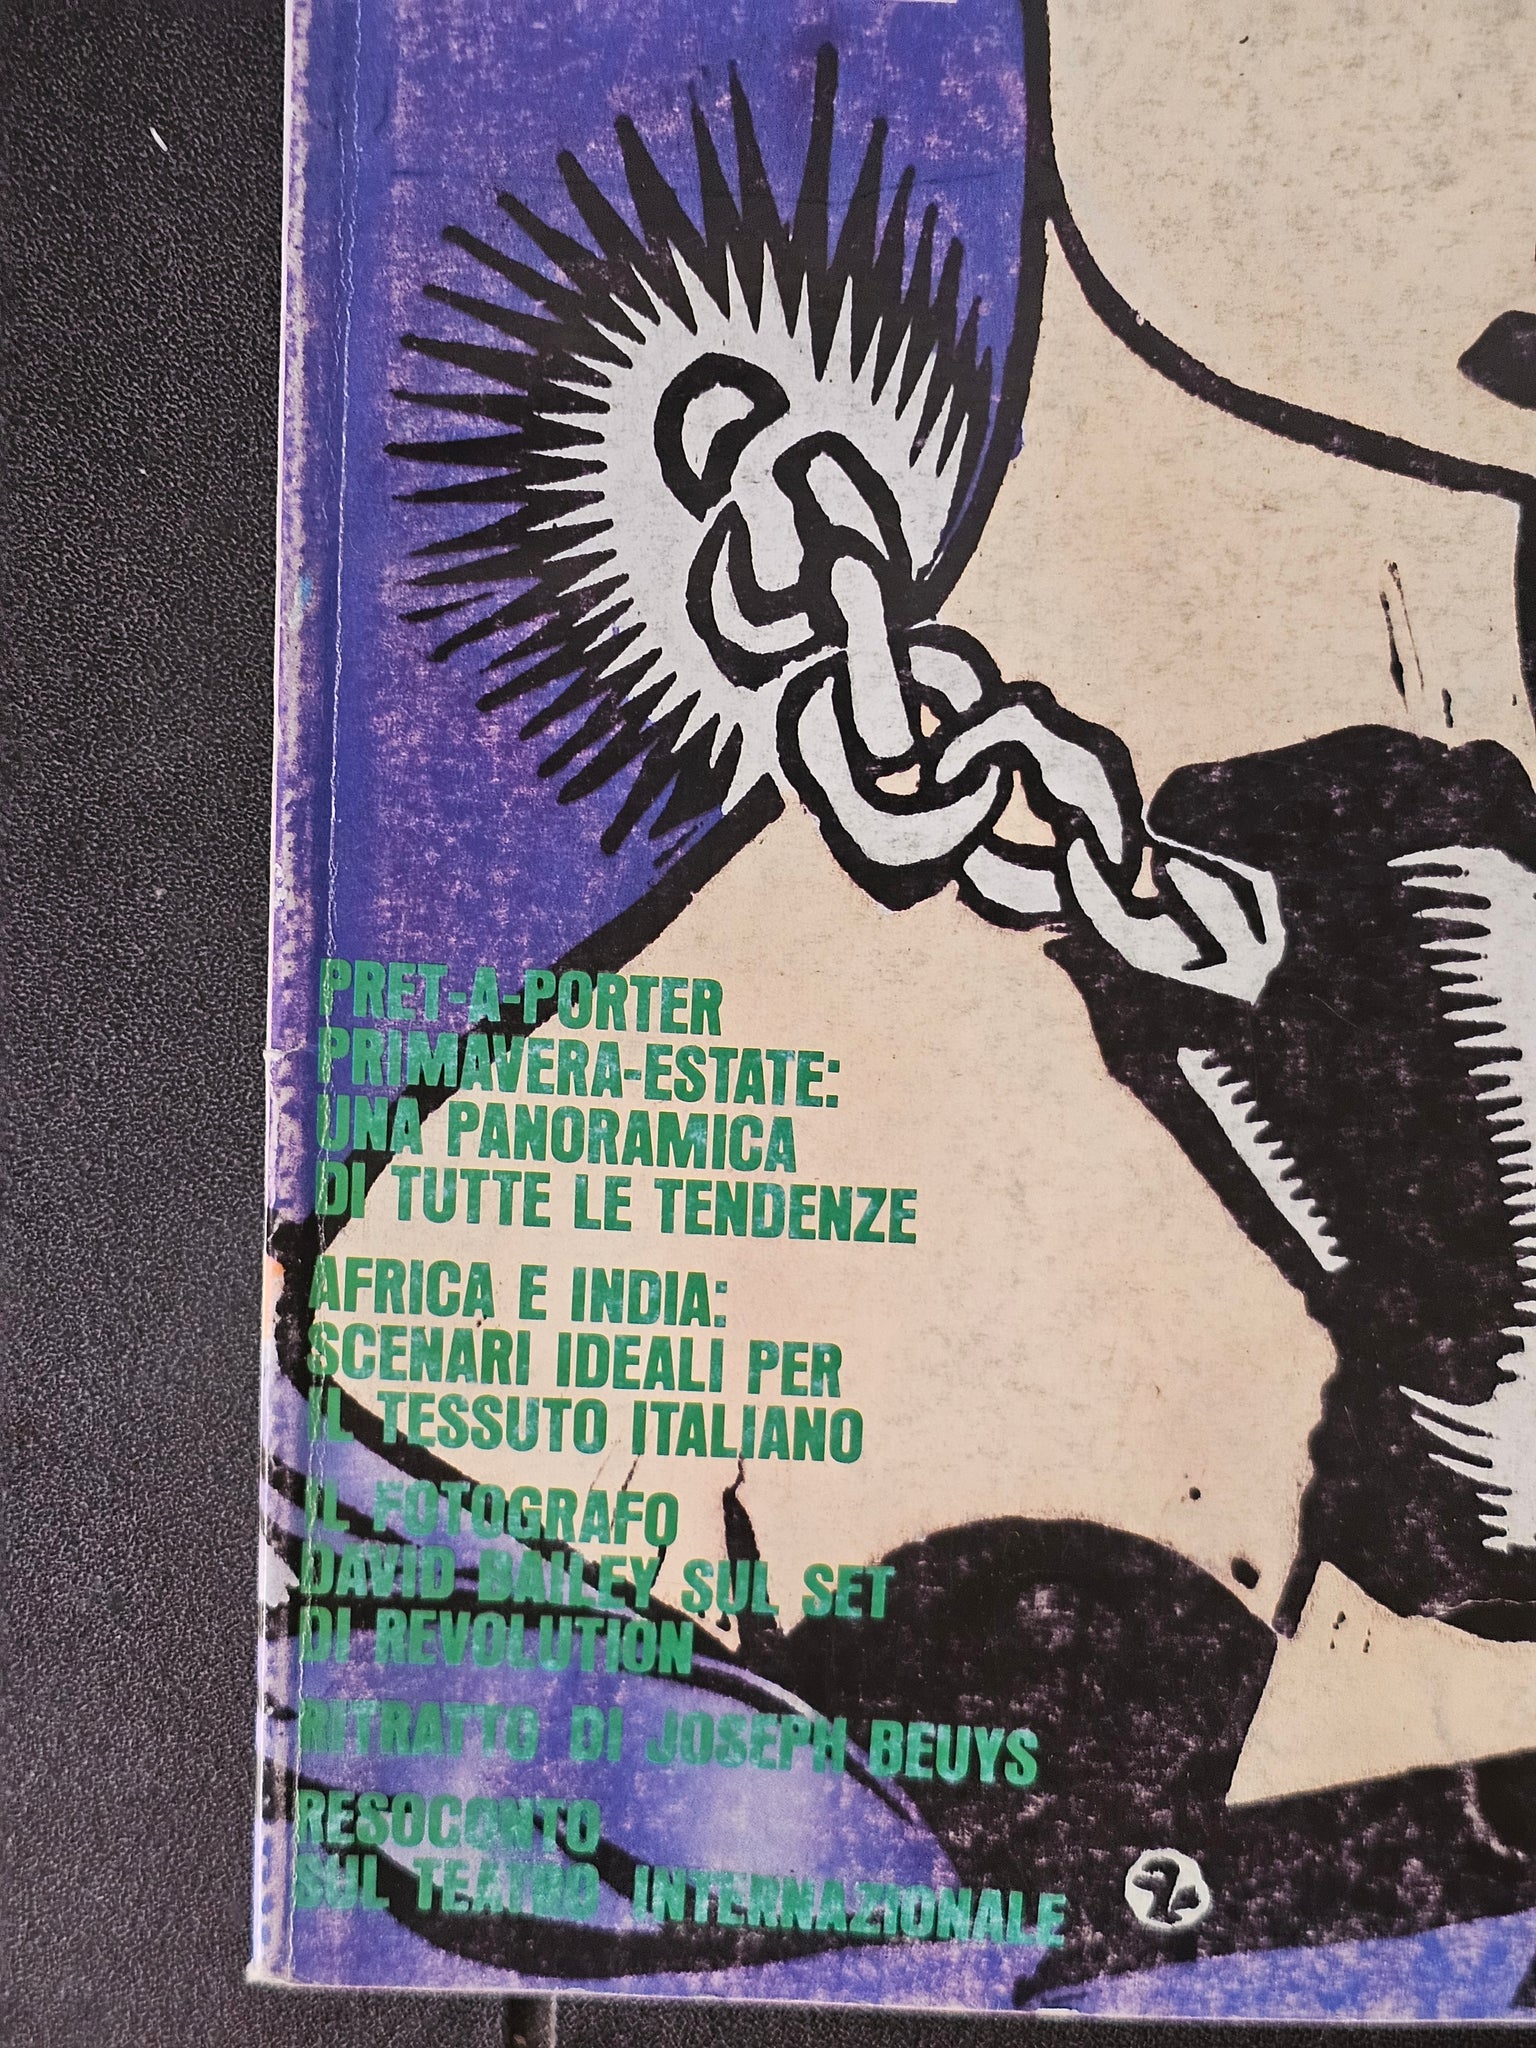 PRET-A-PORTER
PRIMAVERA-ESTATE:
UNA PANORAMICA
DI TUTTE LE TENDENZE
AFRICA E INDIA:
SCENARI IDEALI PER
IL TESSUTO ITALIANO
IL FOTOGRAFO
DAVID BAILEY SUL SET
DI REVOLUTION
RITRATTO DI JOSEPH BEUYS
RESOCONTO
SUL TEATRO INTERNAZIONALE